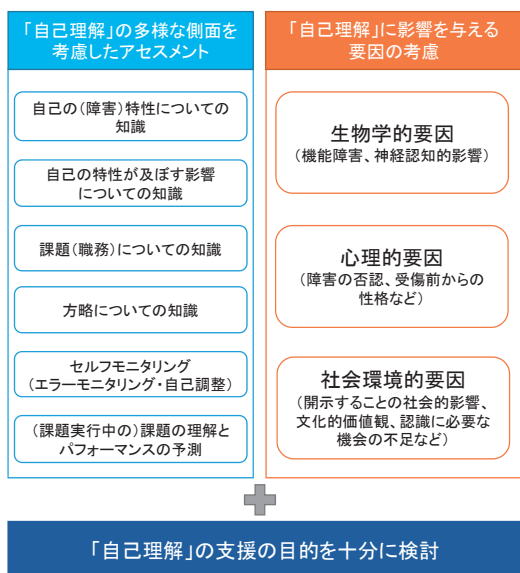 「自己理解」の多様な側面を
考慮したアセスメント
自己の(障害)特性についての
知識
自己の特性が及ぼす影響
についての知識
課題(職務)についての知識
方略についての知識
セルフモニタリング
(エラーモニタリング・自己調整)
(課題実行中の)課題の理解と
パフォーマンスの予測
「自己理解」に影響を与える
要因の考慮
生物学的要因
(機能障害、神経認知的影響)
心理的要因
(障害の否認、受傷前からの
性格など)
社会環境的要因
(開示することの社会的影響、
文化的価値観、認識に必要な
機会の不足など)
「自己理解」の支援の目的を十分に検討